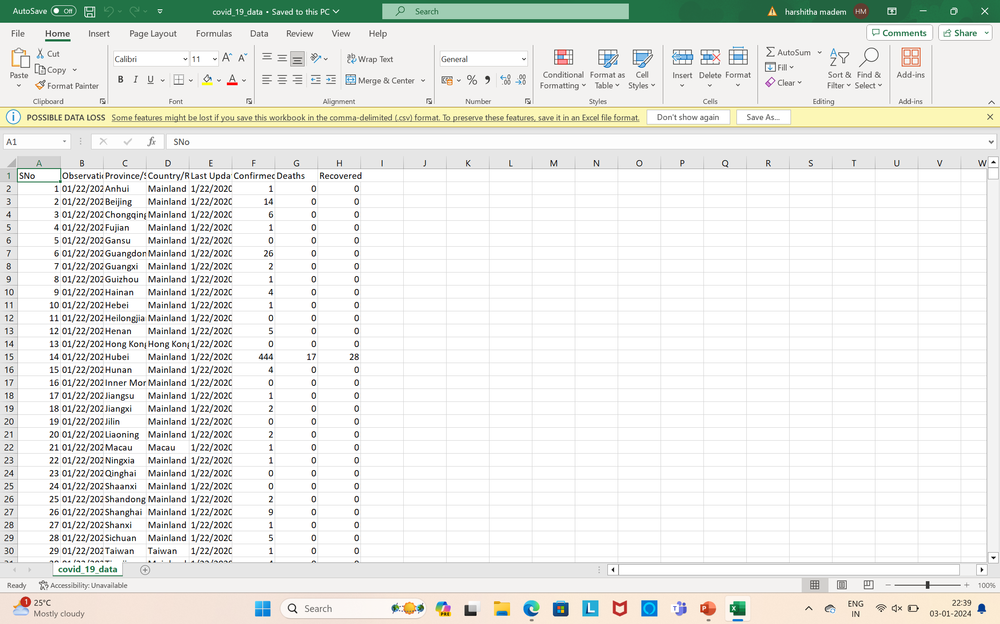 AutoSave Off covid_19_data • Saved to this PC Search harshitha madem HM
File Home Insert Page Layout Formulas Data Review View Help Comments Share
Paste Cut Copy Format Painter Clipboard
Calibri 11 B I U A Font
Wrap Text Merge & Center Alignment
General % Number
Conditional Formatting Format as Table Cell Styles Styles
Insert Delete Format Cells
AutoSum Fill Clear Sort & Filter Find & Select Editing
Add-ins Add-ins
POSSIBLE DATA LOSS Some features might be lost if you save this workbook in the comma-delimited (.csv) format. To preserve these features, save it in an Excel file format. Don't show again Save As...
A1 fx SNo
A B C D E F G H I J K L M N O P Q R S T U V W
1 SNo Observatic Province/S Country/R Last Updat Confirmed Deaths Recovered
2 1 01/22/202 Anhui Mainland 1/22/2020 1 0 0
3 2 01/22/202 Beijing Mainland 1/22/2020 14 0 0
4 3 01/22/202 Chongqing Mainland 1/22/2020 6 0 0
5 4 01/22/202 Fujian Mainland 1/22/2020 1 0 0
6 5 01/22/202 Gansu Mainland 1/22/2020 0 0 0
7 6 01/22/202 Guangdon Mainland 1/22/2020 26 0 0
8 7 01/22/202 Guangxi Mainland 1/22/2020 2 0 0
9 8 01/22/202 Guizhou Mainland 1/22/2020 1 0 0
10 9 01/22/202 Hainan Mainland 1/22/2020 4 0 0
11 10 01/22/202 Hebei Mainland 1/22/2020 1 0 0
12 11 01/22/202 Heilongjia Mainland 1/22/2020 0 0 0
13 12 01/22/202 Henan Mainland 1/22/2020 5 0 0
14 13 01/22/202 Hong Kong Hong Kong 1/22/2020 0 0 0
15 14 01/22/202 Hubei Mainland 1/22/2020 444 17 28
16 15 01/22/202 Hunan Mainland 1/22/2020 4 0 0
17 16 01/22/202 Inner Mon Mainland 1/22/2020 0 0 0
18 17 01/22/202 Jiangsu Mainland 1/22/2020 1 0 0
19 18 01/22/202 Jiangxi Mainland 1/22/2020 2 0 0
20 19 01/22/202 Jilin Mainland 1/22/2020 0 0 0
21 20 01/22/202 Liaoning Mainland 1/22/2020 2 0 0
22 21 01/22/202 Macau Macau 1/22/2020 1 0 0
23 22 01/22/202 Ningxia Mainland 1/22/2020 1 0 0
24 23 01/22/202 Qinghai Mainland 1/22/2020 0 0 0
25 24 01/22/202 Shaanxi Mainland 1/22/2020 0 0 0
26 25 01/22/202 Shandong Mainland 1/22/2020 2 0 0
27 26 01/22/202 Shanghai Mainland 1/22/2020 9 0 0
28 27 01/22/202 Shanxi Mainland 1/22/2020 1 0 0
29 28 01/22/202 Sichuan Mainland 1/22/2020 5 0 0
30 29 01/22/202 Taiwan Taiwan 1/22/2020 1 0 0
covid_19_data
Ready Accessibility: Unavailable 100%
1 25°C Search PRE ENG 22:39
Mostly cloudy IN 03-01-2024